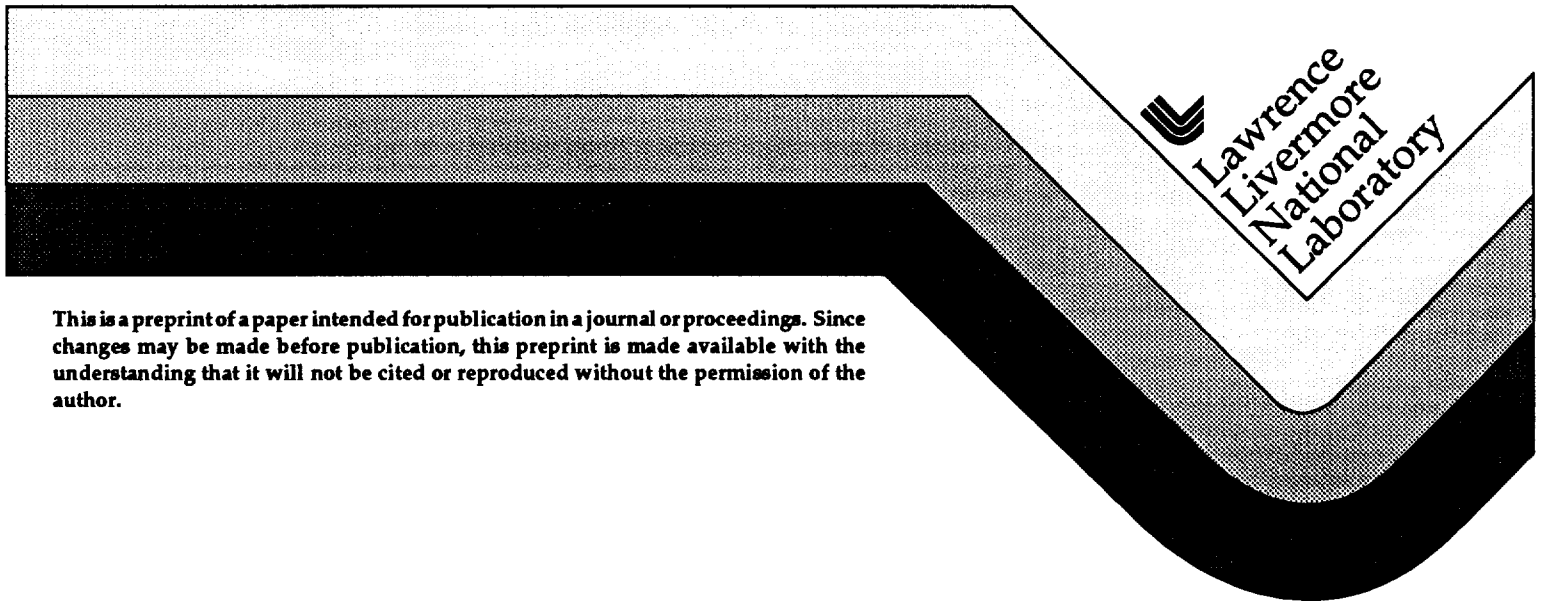 Lawrence
Livermore
National
Laboratory
This is a preprint of a paper intended for publication in a journal or proceedings. Since
changes may be made before publication, this preprint is made available with the
understanding that it will not be cited or reproduced without the permission of the
author.